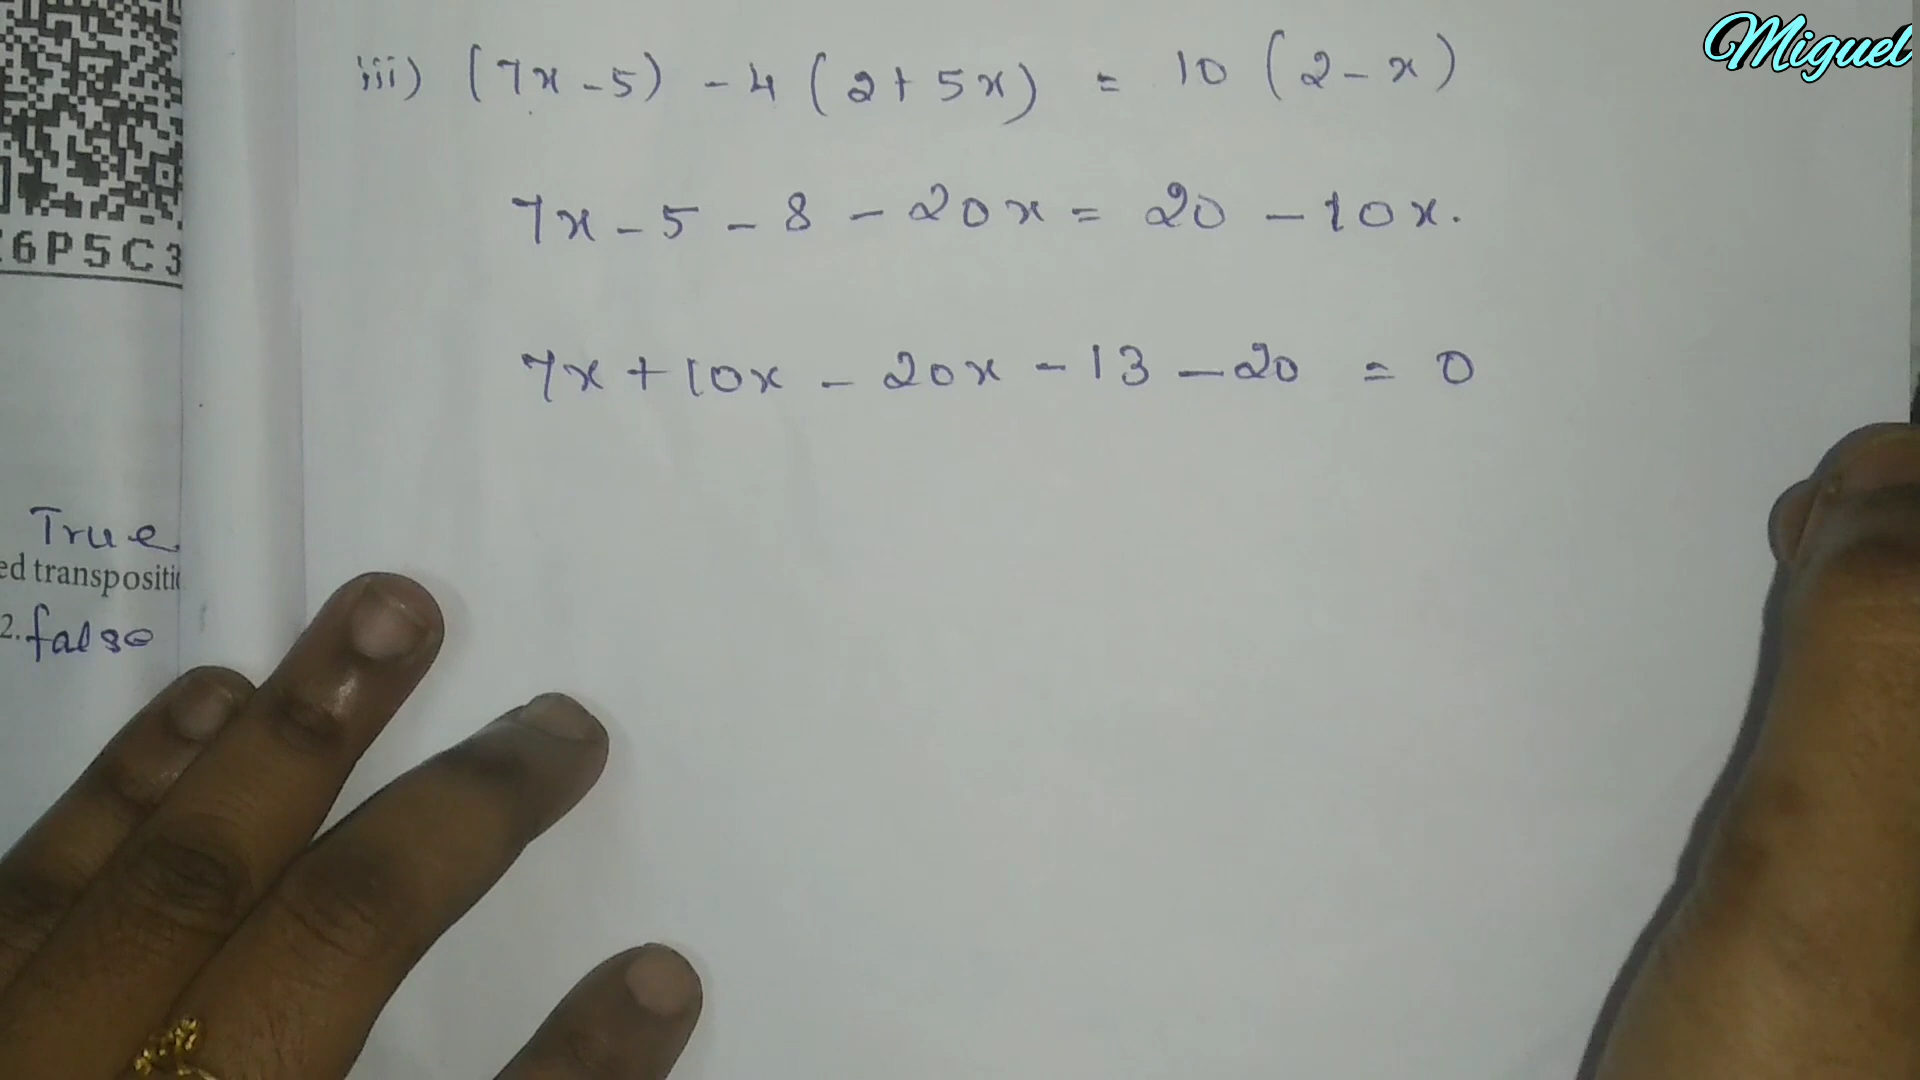 Miguel
iii) (7x - 5) - 4 (2 + 5x) = 10 (2 - x)
7x - 5 - 8 - 20x = 20 - 10x.
7x + 10x - 20x - 13 - 20 = 0
6P5C3
True
ed transpositi
2. false